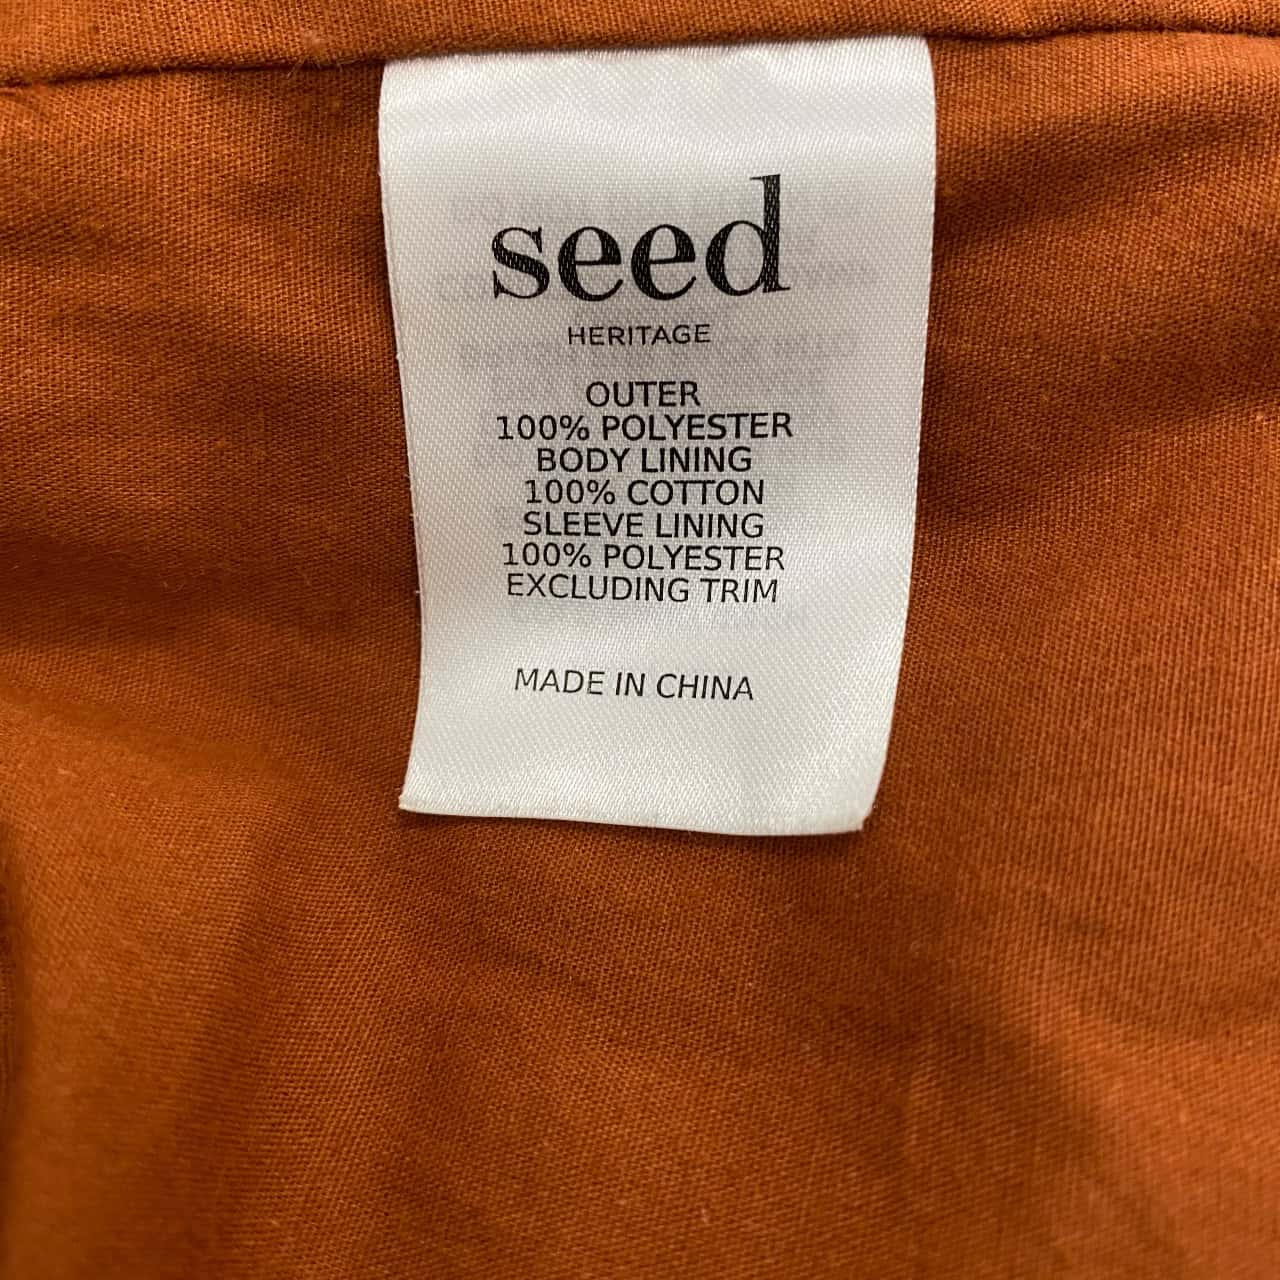 seed
HERITAGE
OUTER
100% POLYESTER
BODY LINING
100% COTTON
SLEEVE LINING
100% POLYESTER
EXCLUDING TRIM
MADE IN CHINA